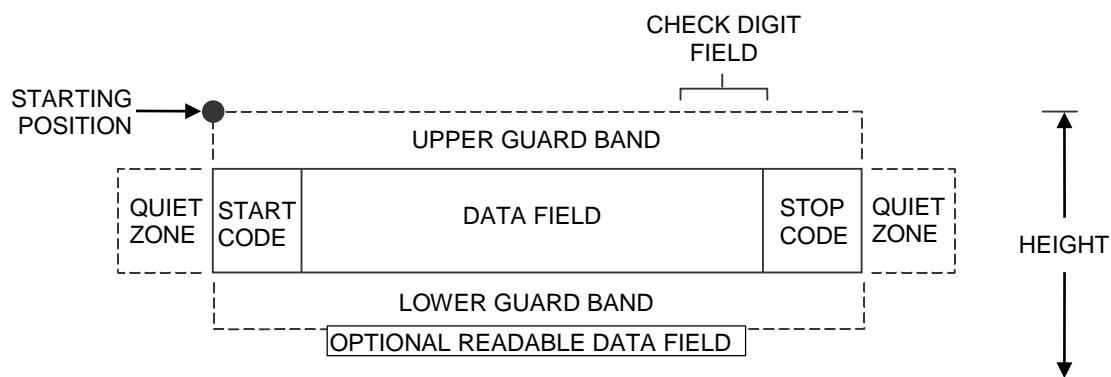 CHECK DIGIT
FIELD
STARTING
POSITION
UPPER GUARD BAND
QUIET
ZONE
START
CODE
DATA FIELD
STOP
CODE
QUIET
ZONE
HEIGHT
LOWER GUARD BAND
OPTIONAL READABLE DATA FIELD